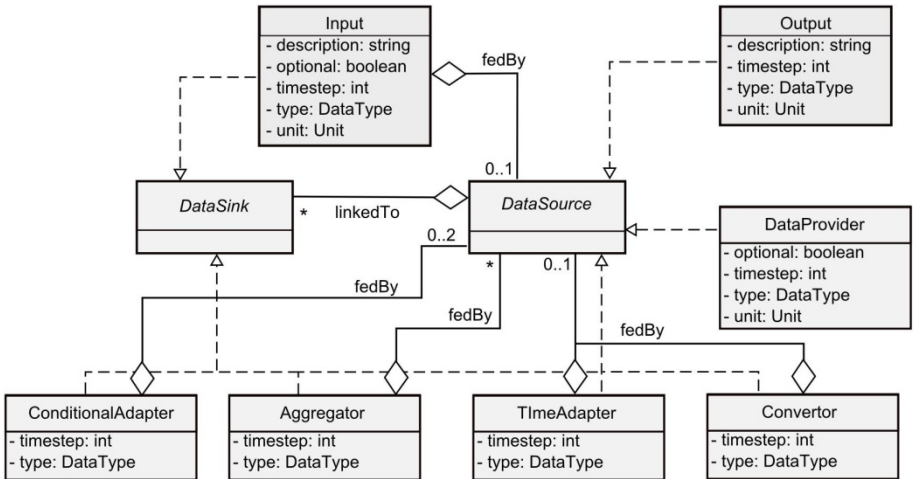 Input
- description: string
- optional: boolean
- timestep: int
- type: DataType
- unit: Unit
Output
- description: string
- timestep: int
- type: DataType
- unit: Unit
fedBy
0..1
DataSink
*
linkedTo
DataSource
0..2
*
0..1
DataProvider
- optional: boolean
- timestep: int
- type: DataType
- unit: Unit
fedBy
fedBy
fedBy
ConditionalAdapter
- timestep: int
- type: DataType
Aggregator
- timestep: int
- type: DataType
TImeAdapter
- timestep: int
- type: DataType
Convertor
- timestep: int
- type: DataType